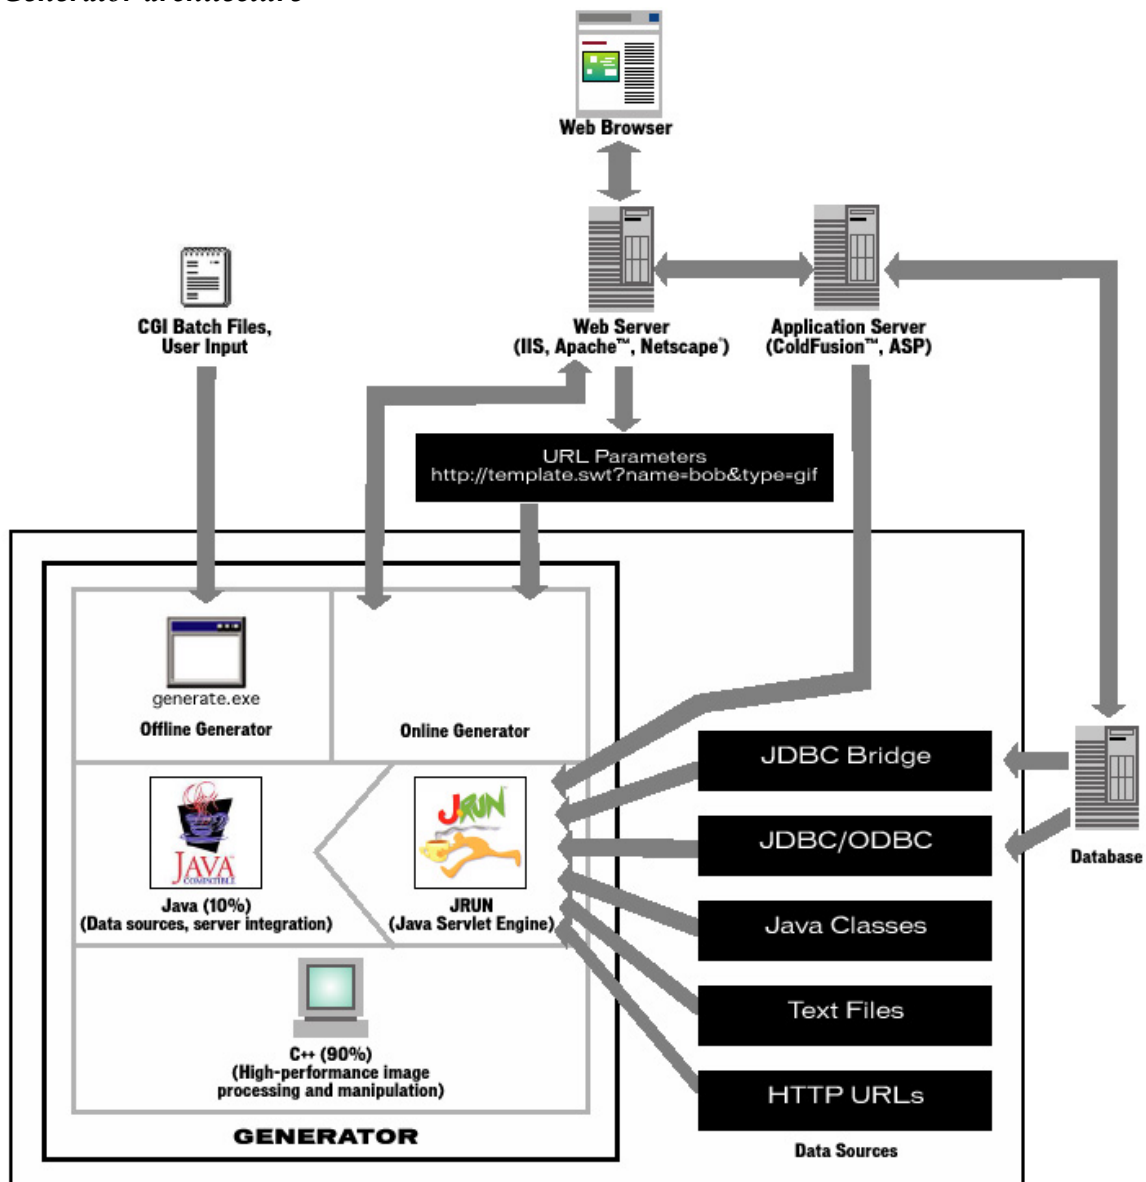 Generator architecture
Web Browser
CGI Batch Files,
User Input
Web Server
(IIS, Apache™, Netscape®)
Application Server
(ColdFusion™, ASP)
URL Parameters
http://template.swt?name=bob&type=gif
generate.exe
Offline Generator
Online Generator
JDBC Bridge
JDBC/ODBC
Java Classes
Text Files
HTTP URLs
Data Sources
Database
JAVA™
COMPATIBLE
Java (10%)
(Data sources, server integration)
JRUN™
JRUN
(Java Servlet Engine)
C++ (90%)
(High-performance image
processing and manipulation)
GENERATOR